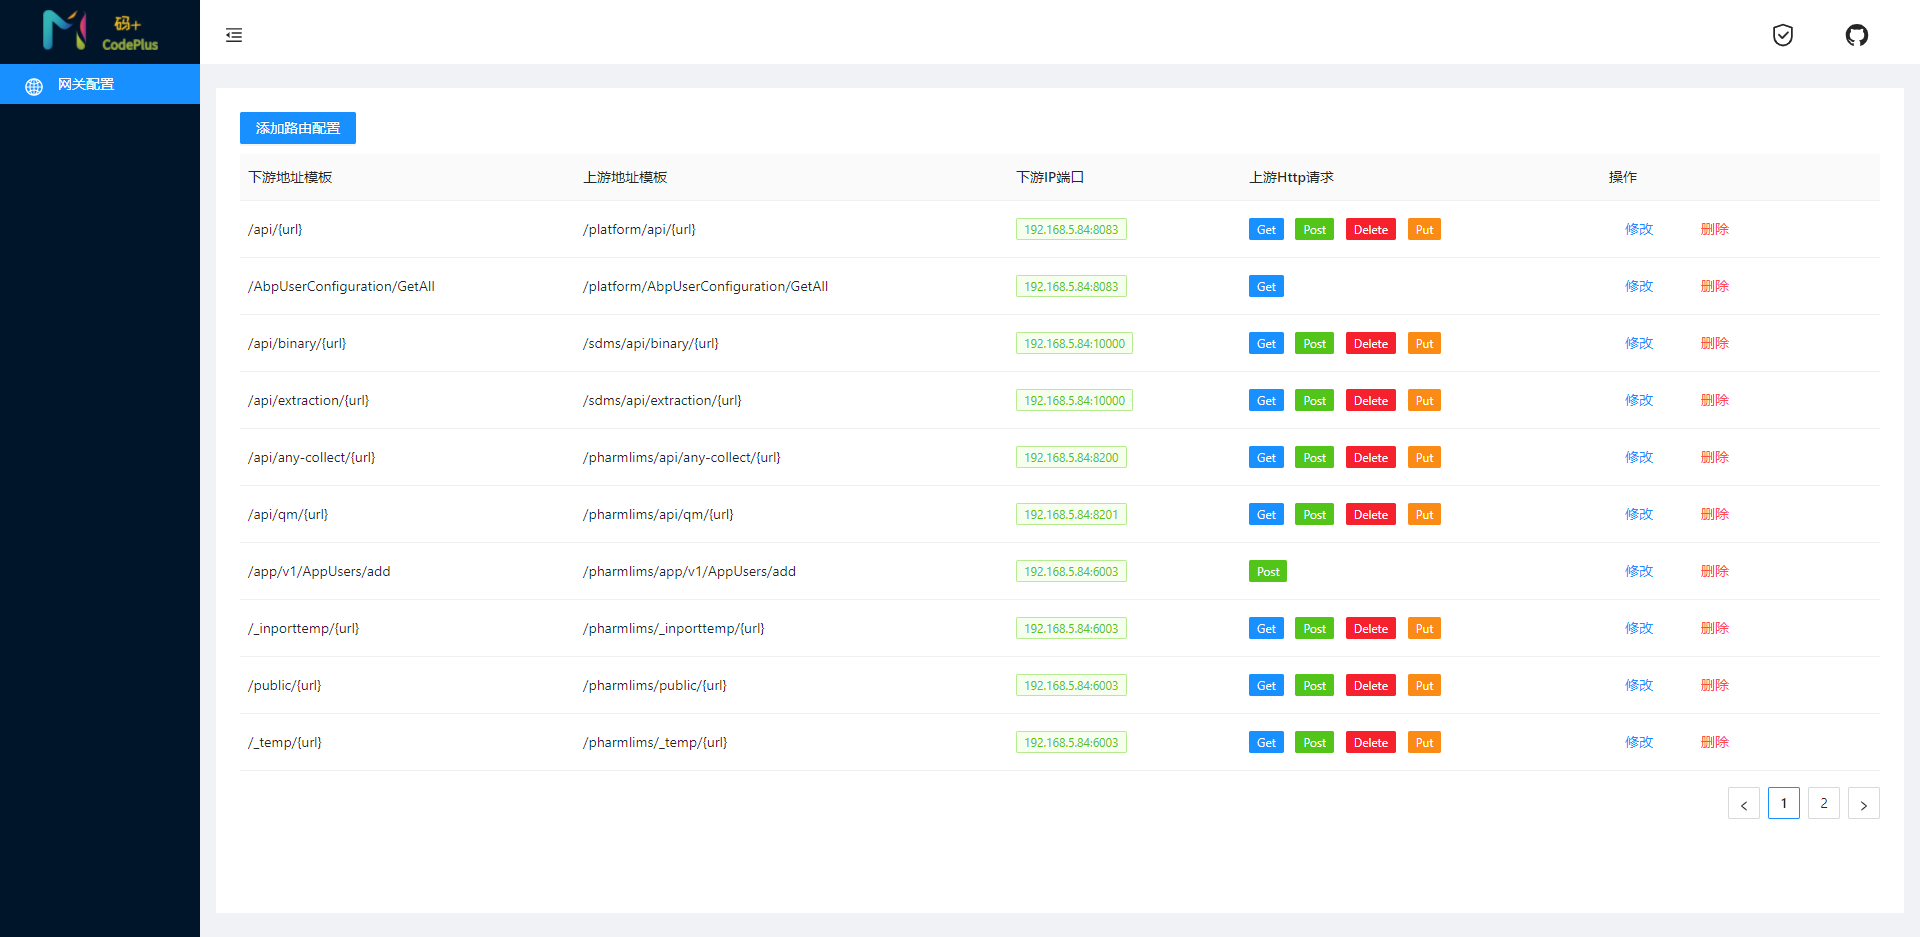 码+
CodePlus
网关配置
添加路由配置
下游地址模板 上游地址模板 下游IP端口 上游Http请求 操作
/api/{url} /platform/api/{url} 192.168.5.84:8083 Get Post Delete Put 修改 删除
/AbpUserConfiguration/GetAll /platform/AbpUserConfiguration/GetAll 192.168.5.84:8083 Get 修改 删除
/api/binary/{url} /sdms/api/binary/{url} 192.168.5.84:10000 Get Post Delete Put 修改 删除
/api/extraction/{url} /sdms/api/extraction/{url} 192.168.5.84:10000 Get Post Delete Put 修改 删除
/api/any-collect/{url} /pharmlims/api/any-collect/{url} 192.168.5.84:8200 Get Post Delete Put 修改 删除
/api/qm/{url} /pharmlims/api/qm/{url} 192.168.5.84:8201 Get Post Delete Put 修改 删除
/app/v1/AppUsers/add /pharmlims/app/v1/AppUsers/add 192.168.5.84:6003 Post 修改 删除
/_inporttemp/{url} /pharmlims/_inporttemp/{url} 192.168.5.84:6003 Get Post Delete Put 修改 删除
/public/{url} /pharmlims/public/{url} 192.168.5.84:6003 Get Post Delete Put 修改 删除
/_temp/{url} /pharmlims/_temp/{url} 192.168.5.84:6003 Get Post Delete Put 修改 删除
< 1 2 >